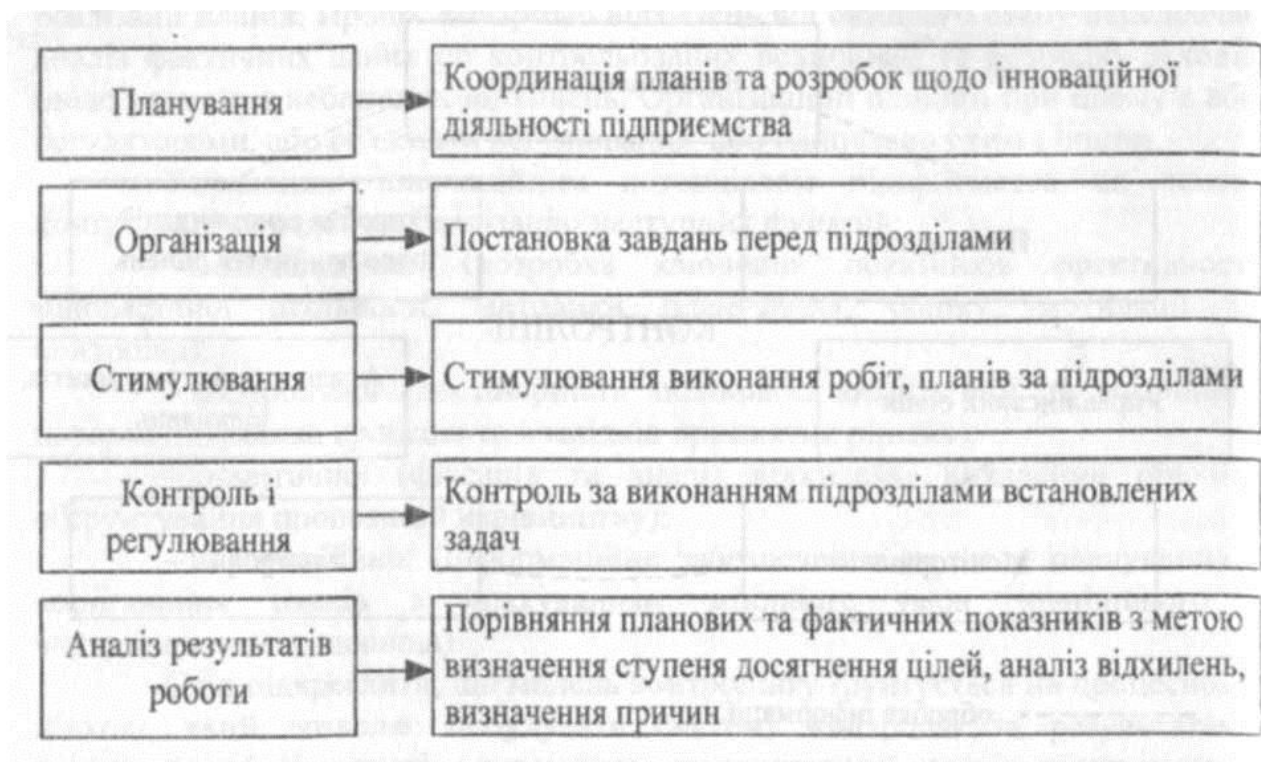 Планування
Координація планів та розробок щодо інноваційної
діяльності підприємства
Організація
Постановка завдань перед підрозділами
Стимулювання
Стимулювання виконання робіт, планів за підрозділами
Контроль і
регулювання
Контроль за виконанням підрозділами встановлених
задач
Аналіз результатів
роботи
Порівняння планових та фактичних показників з метою
визначення ступеня досягнення цілей, аналіз відхилень,
визначення причин